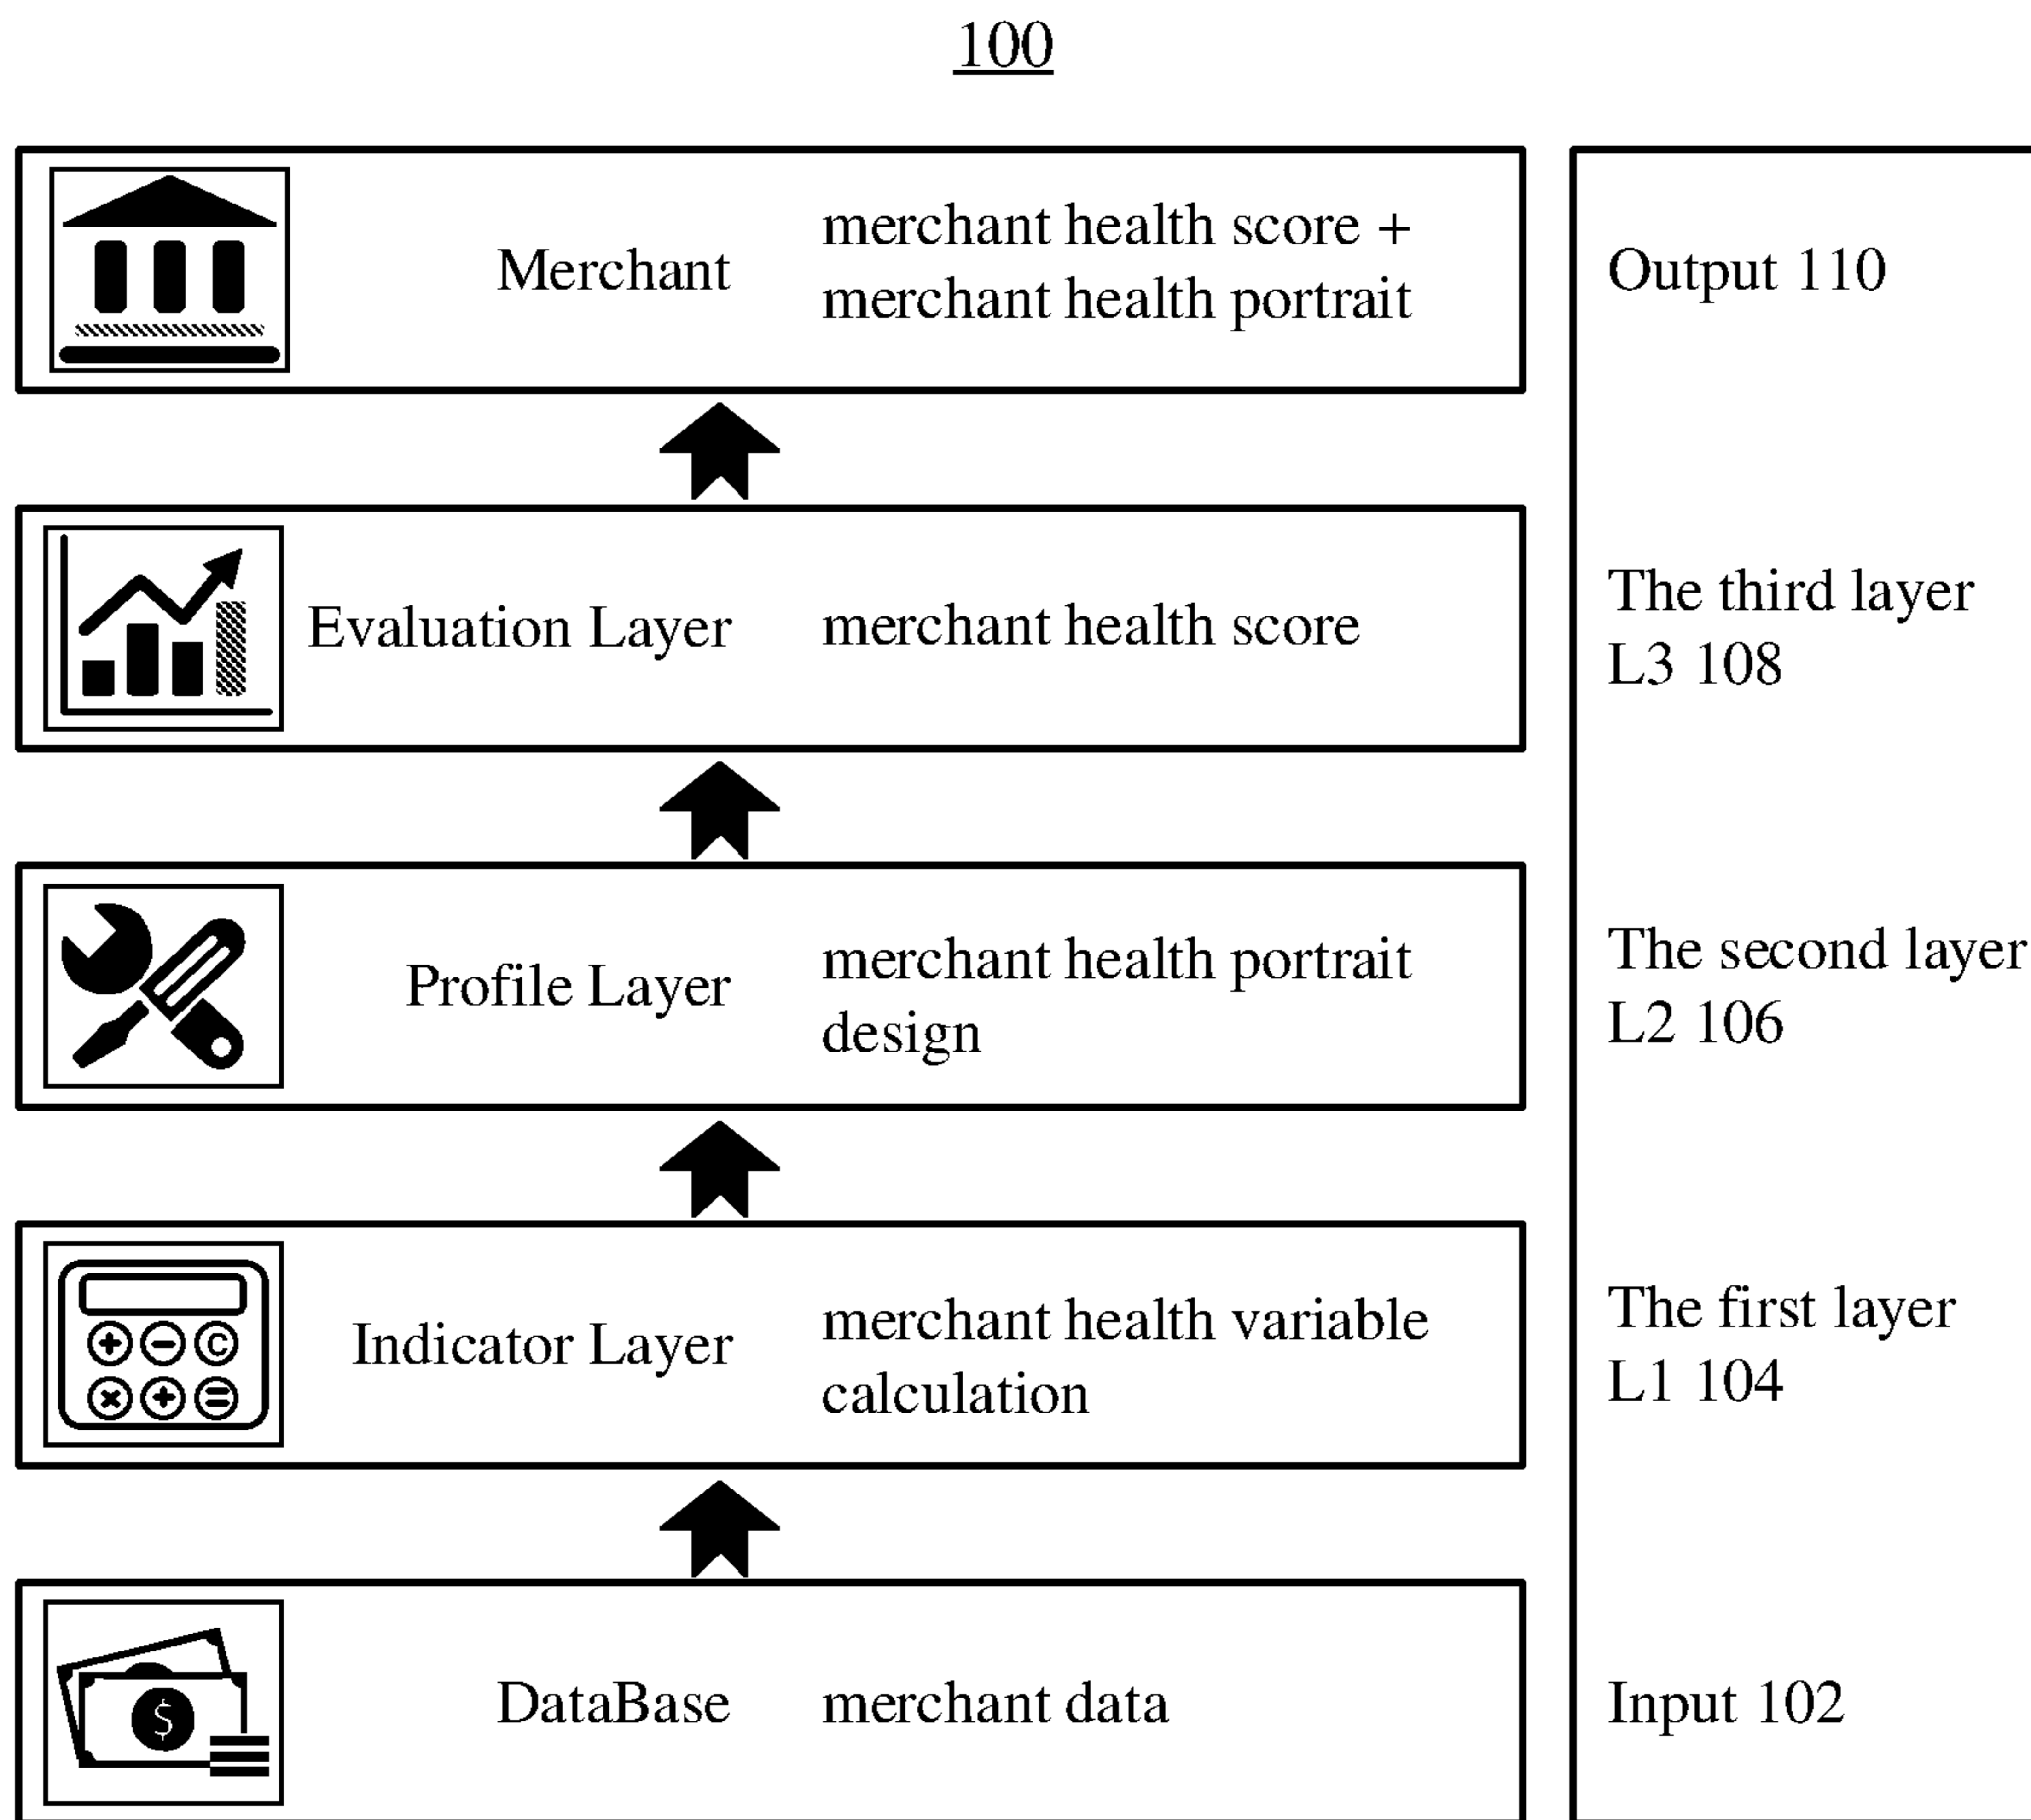 100
Merchant
merchant health score +
merchant health portrait
Output 110
Evaluation Layer
merchant health score
The third layer
L3 108
Profile Layer
merchant health portrait
design
The second layer
L2 106
C
Indicator Layer
merchant health variable
calculation
The first layer
L1 104
$
DataBase
merchant data
Input 102